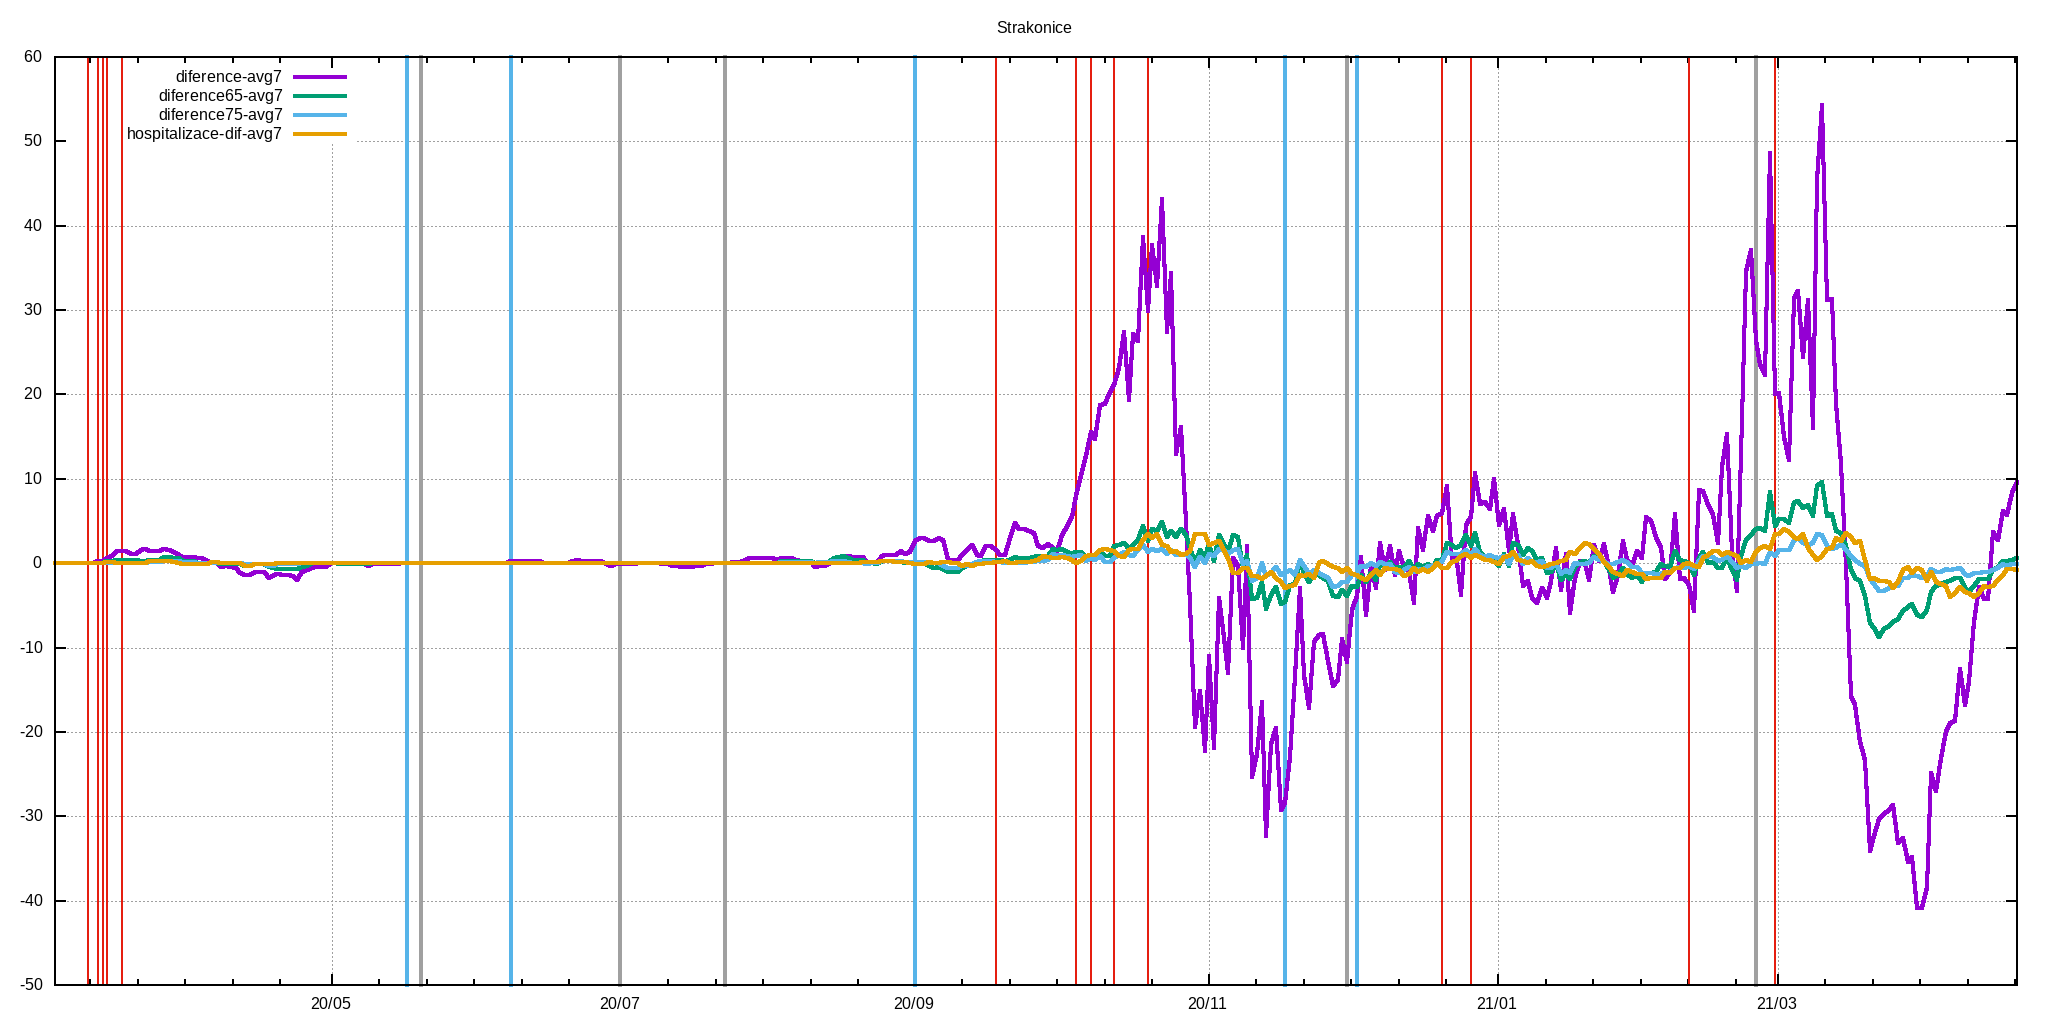 Strakonice
60
50
40
30
20
10
0
-10
-20
-30
-40
-50
diference-avg7
diference65-avg7
diference75-avg7
hospitalizace-dif-avg7
20/05 20/07 20/09 20/11 21/01 21/03